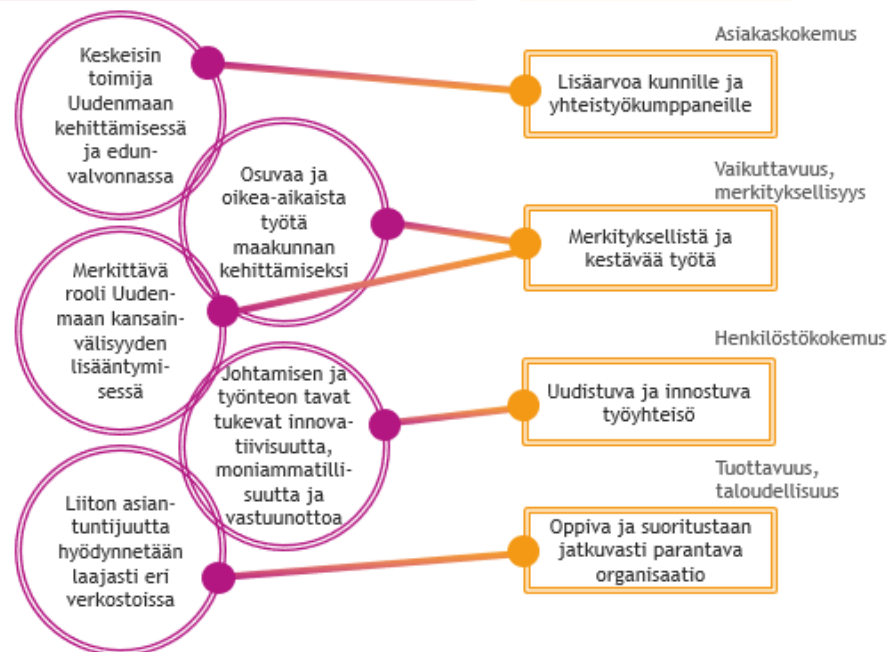 Keskeisin
toimija
Uudenmaan
kehittämisessä
ja edun-
valvonnassa
Osuvaa ja
oikea-aikaista
työtä
maakunnan
kehittämiseksi
Merkittävä
rooli Uuden-
maan kansain-
välisyyden
lisääntymi-
sessä
Johtamisen ja
työnteon tavat
tukevat innova-
tiivisuutta,
moniammatilli-
suutta ja
vastuunottoa
Liiton asian-
tuntijuutta
hyödynnetään
laajasti eri
verkostoissa
Asiakaskokemus
Lisäarvoa kunnille ja
yhteistyökumppaneille
Vaikuttavuus,
merkityksellisyys
Merkityksellistä ja
kestävää työtä
Henkilöstökokemus
Uudistuva ja innostuva
työyhteisö
Tuottavuus,
taloudellisuus
Oppiva ja suoritustaan
jatkuvasti parantava
organisaatio